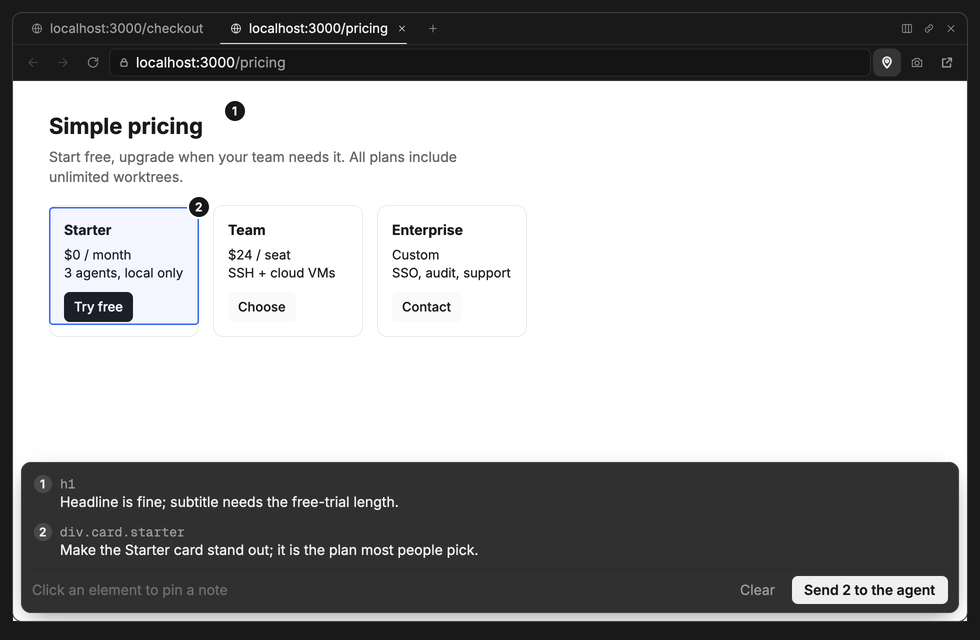 localhost:3000/checkout
localhost:3000/pricing
localhost:3000/pricing
1
Simple pricing
Start free, upgrade when your team needs it. All plans include
unlimited worktrees.
2
Starter
$0 / month
3 agents, local only
Try free
Team
$24 / seat
SSH + cloud VMs
Choose
Enterprise
Custom
SSO, audit, support
Contact
1 h1
Headline is fine; subtitle needs the free-trial length.
2 div.card.starter
Make the Starter card stand out; it is the plan most people pick.
Click an element to pin a note
Clear
Send 2 to the agent